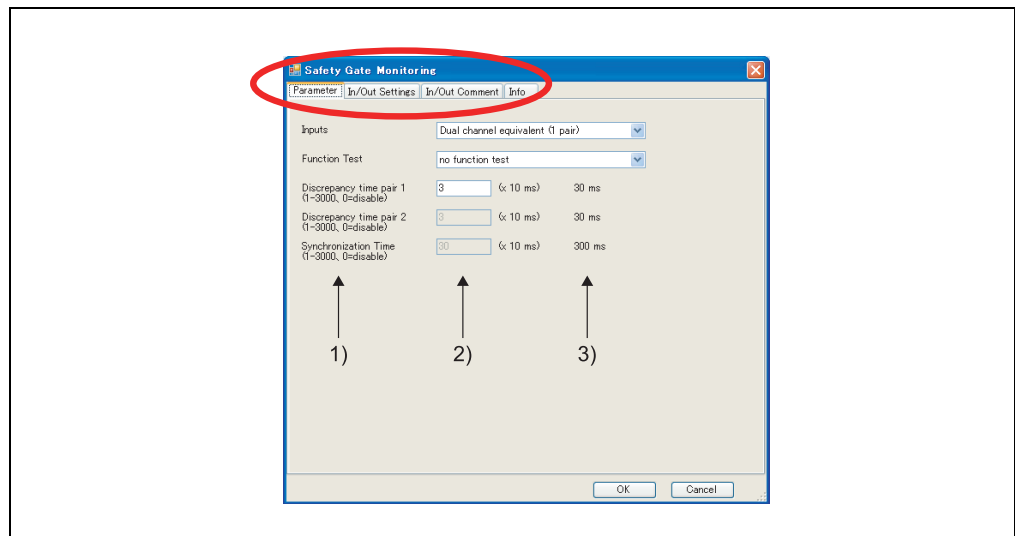 Safety Gate Monitoring
Parameter In/Out Settings In/Out Comment Info
Inputs Dual channel equivalent (1 pair)
Function Test no function test
Discrepancy time pair 1 3 (x 10 ms) 30 ms
(1-3000、0=disable)
Discrepancy time pair 2 3 (x 10 ms) 30 ms
(1-3000、0=disable)
Synchronization Time 30 (x 10 ms) 300 ms
(1-3000、0=disable)
1) 2) 3)
OK Cancel